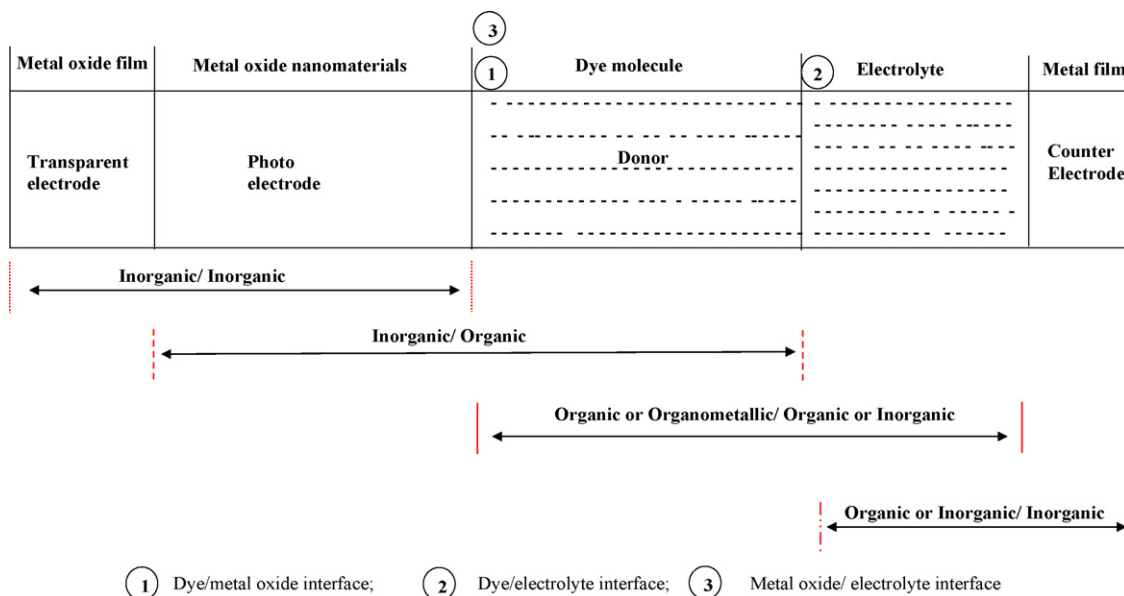 3
Metal oxide film Metal oxide nanomaterials 1 Dye molecule 2 Electrolyte Metal film
Transparent electrode
Photo electrode
Donor
Counter Electrode
Inorganic/ Inorganic
Inorganic/ Organic
Organic or Organometallic/ Organic or Inorganic
Organic or Inorganic/ Inorganic
1 Dye/metal oxide interface; 2 Dye/electrolyte interface; 3 Metal oxide/ electrolyte interface